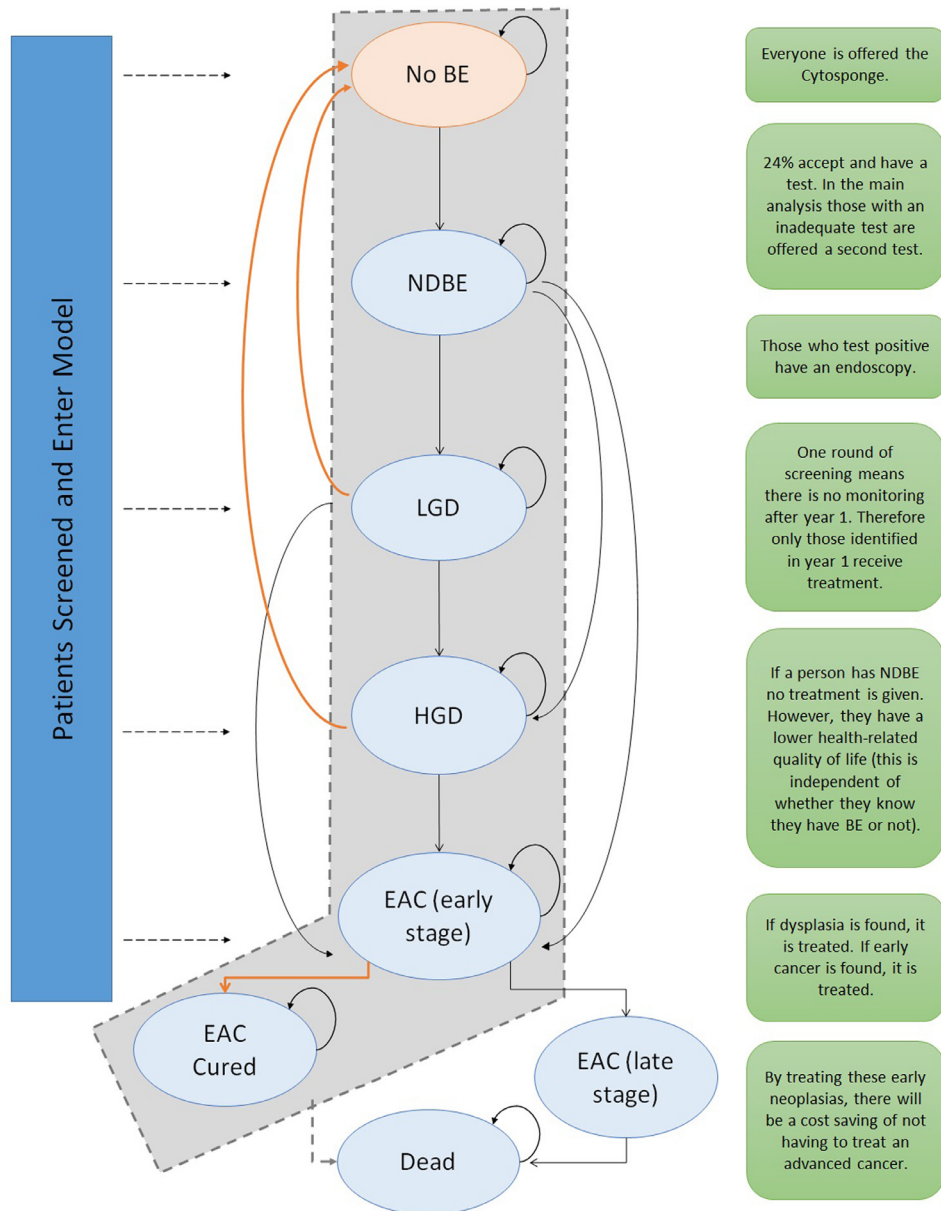 Patients Screened and Enter Model
No BE
NDBE
LGD
HGD
EAC (early
stage)
EAC
Cured
EAC (late
stage)
Dead
Everyone is offered the
Cytosponge.
24% accept and have a
test. In the main
analysis those with an
inadequate test are
offered a second test.
Those who test positive
have an endoscopy.
One round of
screening means
there is no monitoring
after year 1. Therefore
only those identified
in year 1 receive
treatment.
If a person has NDBE
no treatment is given.
However, they have a
lower health-related
quality of life (this is
independent of
whether they know
they have BE or not).
If dysplasia is found, it
is treated. If early
cancer is found, it is
treated.
By treating these early
neoplasias, there will
be a cost saving of not
having to treat an
advanced cancer.